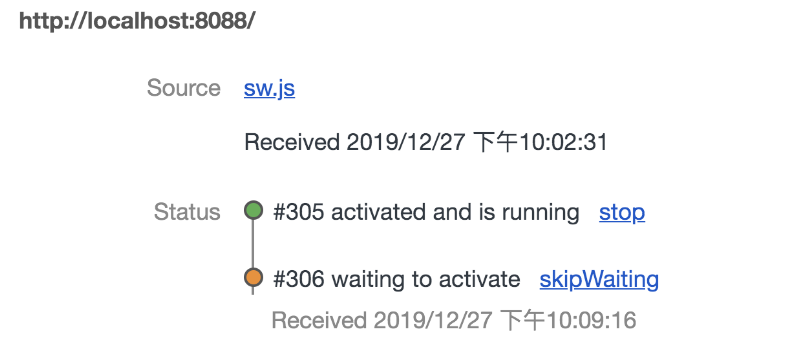 http://localhost:8088/
Source sw.js
Received 2019/12/27 下午10:02:31
Status #305 activated and is running stop
#306 waiting to activate skipWaiting
Received 2019/12/27 下午10:09:16